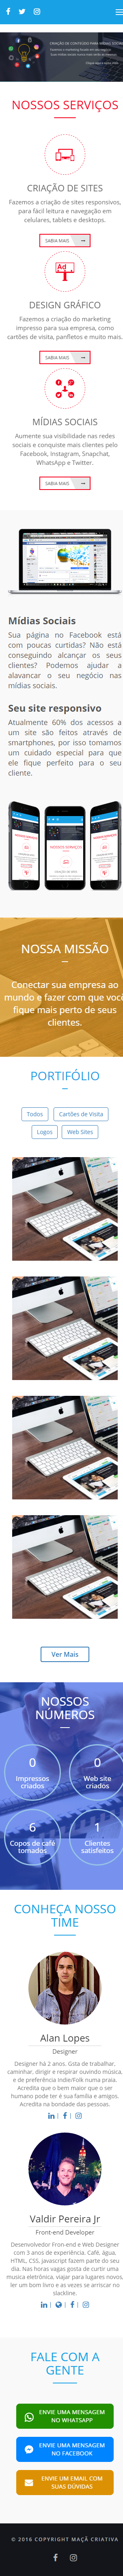 CRIAÇÃO DE CONTEÚDO PARA MÍDIAS SOCIAIS
NOSSOS SERVIÇOS
CRIAÇÃO DE SITES
Fazemos a criação de sites responsivos,
para fácil leitura e navegação em
celulares, tablets e desktops.
SAIBA MAIS
Ad
DESIGN GRÁFICO
Fazemos a criação do marketing
impresso para sua empresa, como
cartões de visita, panfletos e muito mais.
SAIBA MAIS
MÍDIAS SOCIAIS
Aumente sua visibilidade nas redes
sociais e conquiste mais clientes pelo
Facebook, Instagram, Snapchat,
WhatsApp e Twitter.
SAIBA MAIS
Mídias Sociais
Sua página no Facebook está
com poucas curtidas? Não está
conseguindo alcançar os seus
clientes? Podemos ajudar a
alavancar o seu negócio nas
mídias sociais.
Seu site responsivo
Atualmente 60% dos acessos a
um site são feitos através de
smartphones, por isso tomamos
um cuidado especial para que
ele fique perfeito para o seu
cliente.
NOSSA MISSÃO
Conectar sua empresa ao
mundo e fazer com que você
fique mais perto de seus
clientes.
PORTIFÓLIO
Todos
Cartões de Visita
Logos
Web Sites
Ver Mais
NOSSOS
NÚMEROS
0
Impressos
criados
0
Web site
criados
6
Copos de café
tomados
1
Clientes
satisfeitos
CONHEÇA NOSSO
TIME
Alan Lopes
Designer
Designer há 2 anos. Gosta de trabalhar,
caminhar, dirigir e respirar ouvindo música,
e de preferência Indie/Folk numa praia.
Acredita que o bem maior que o ser
humano pode ter é sua família e amigos.
Acredita na bondade das pessoas.
Valdir Pereira Jr
Front-end Developer
Desenvolvedor Fron-end e Web Designer
com 3 anos de experiência. Café, água,
HTML, CSS, Javascript fazem parte do seu
dia. Nas horas vagas gosta de curtir uma
musica eletrônica, viajar para lugares novos,
ler um bom livro e as vezes se arriscar no
slackline.
FALE COM A
GENTE
ENVIE UMA MENSAGEM
NO WHATSAPP
ENVIE UMA MENSAGEM
NO FACEBOOK
ENVIE UM EMAIL COM
SUAS DÚVIDAS
© 2016 COPYRIGHT MAÇÃ CRIATIVA